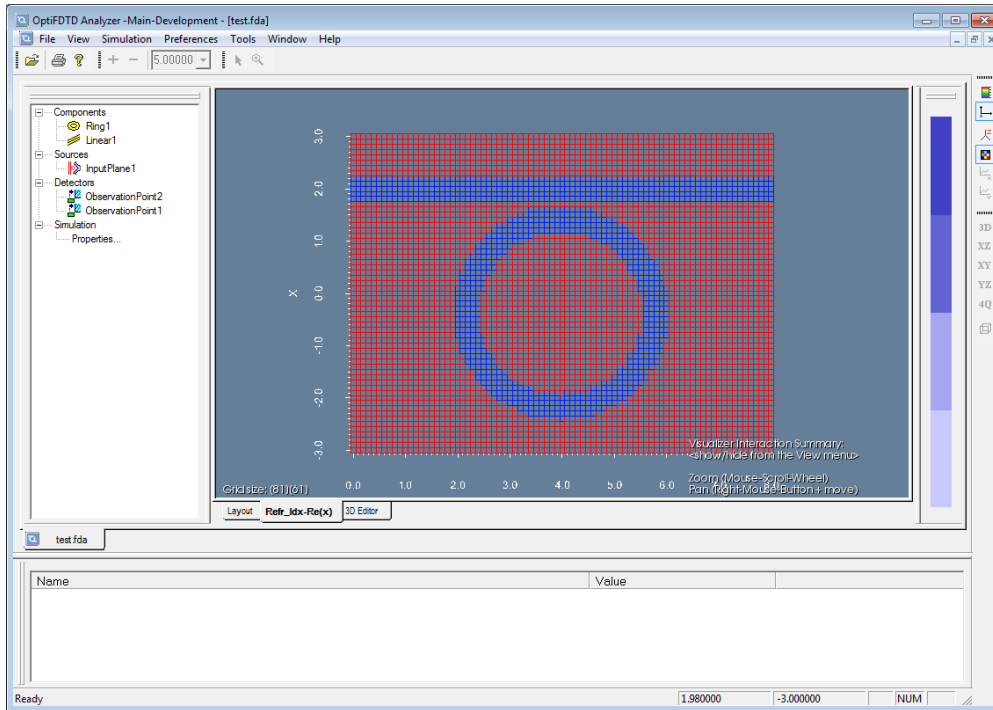 OptiFDTD Analyzer -Main-Development - [test.fda]
File View Simulation Preferences Tools Window Help
5.00000
Components
Ring1
Linear1
Sources
InputPlane1
Detectors
ObservationPoint2
ObservationPoint1
Simulation
Properties...
3.0
2.0
1.0
X
0.0
-1.0
-2.0
-3.0
Visualizer Interaction Summary:
<show/hide from the View menu>
Zoom (Mouse-Scroll-Wheel)
Pan (Right-Mouse-Button + move)
Grid size: (81)(61)
0.0 1.0 2.0 3.0 4.0 5.0 6.0 7.0
Layout Refr_Idx-Re(x) 3D Editor
3D
XZ
XY
YZ
4Q
test.fda
Name Value
Ready 1.980000 -3.000000 NUM